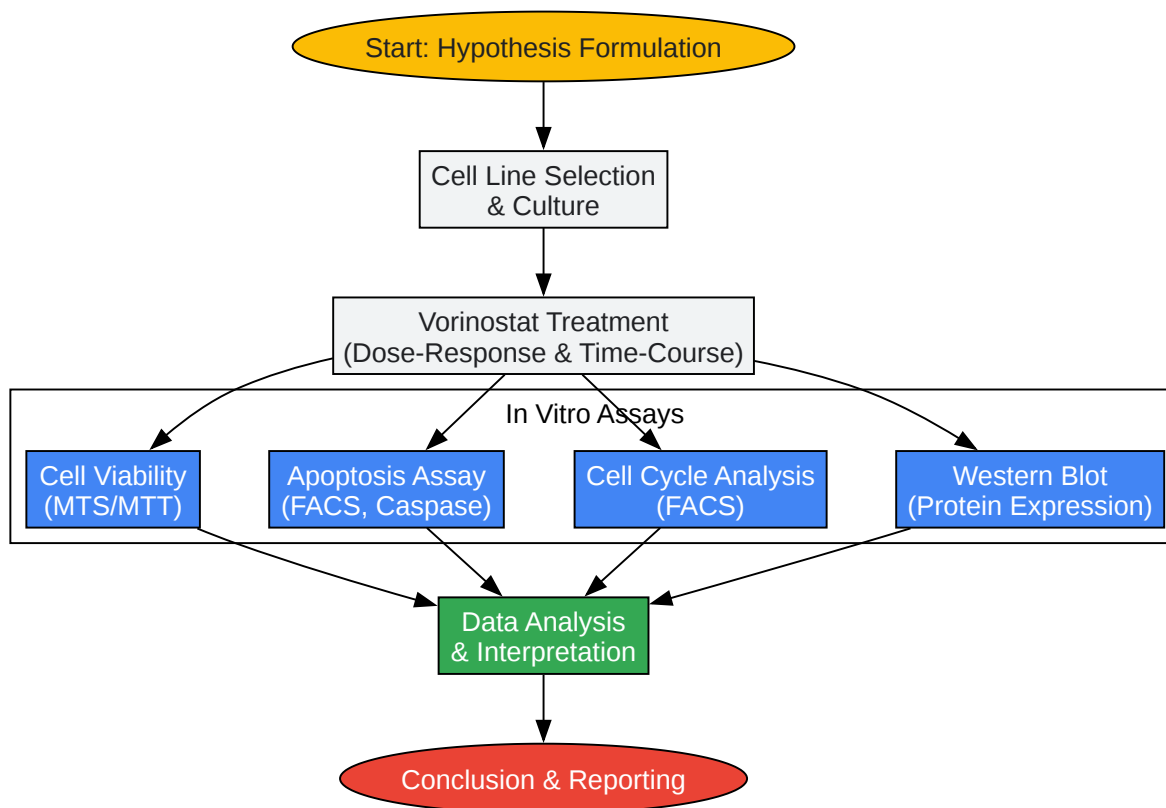 Start: Hypothesis Formulation
Cell Line Selection
& Culture
Vorinostat Treatment
(Dose-Response & Time-Course)
In Vitro Assays
Cell Viability
(MTS/MTT)
Apoptosis Assay
(FACS, Caspase)
Cell Cycle Analysis
(FACS)
Western Blot
(Protein Expression)
Data Analysis
& Interpretation
Conclusion & Reporting